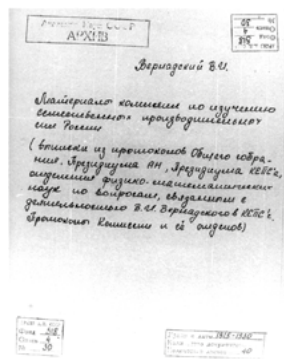 АРХИВ
Вернадский В.И.
Материалы комиссии по изучению
естественных производительных
сил России
(выписки из протоколов Общего собра-
ния, Президиума АН, Президиума КЕПС'а,
отделения физико-математических
наук по вопросам, связанным с
деятельностью В.И. Вернадского в КЕПС'е.
Протоколы Комиссии и её отделов)